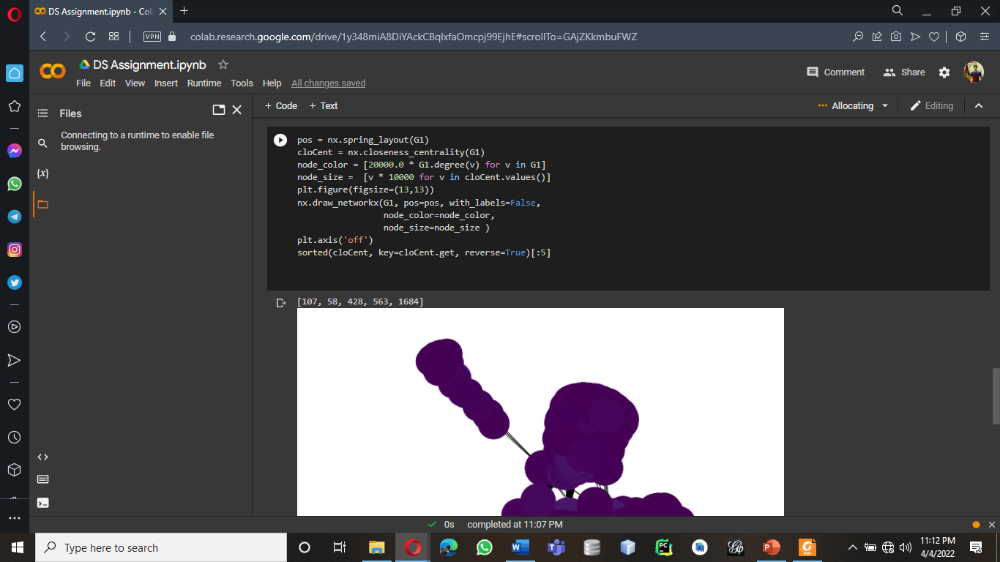 DS Assignment.ipynb - Col
VPN
colab.research.google.com/drive/1y348miA8DiYAckCBqlxfaOmcpj99EjhE#scrollTo=GAjZKkmbuFWZ
DS Assignment.ipynb
File Edit View Insert Runtime Tools Help All changes saved
Comment Share
Files
+ Code + Text
Allocating Editing
Connecting to a runtime to enable file
browsing.
{x}
pos = nx.spring_layout(G1)
cloCent = nx.closeness_centrality(G1)
node_color = [20000.0 * G1.degree(v) for v in G1]
node_size =  [v * 10000 for v in cloCent.values()]
plt.figure(figsize=(13,13))
nx.draw_networkx(G1, pos=pos, with_labels=False,
node_color=node_color,
node_size=node_size )
plt.axis('off')
sorted(cloCent, key=cloCent.get, reverse=True)[:5]
[107, 58, 428, 563, 1684]
0s completed at 11:07 PM
Type here to search
11:12 PM
4/4/2022